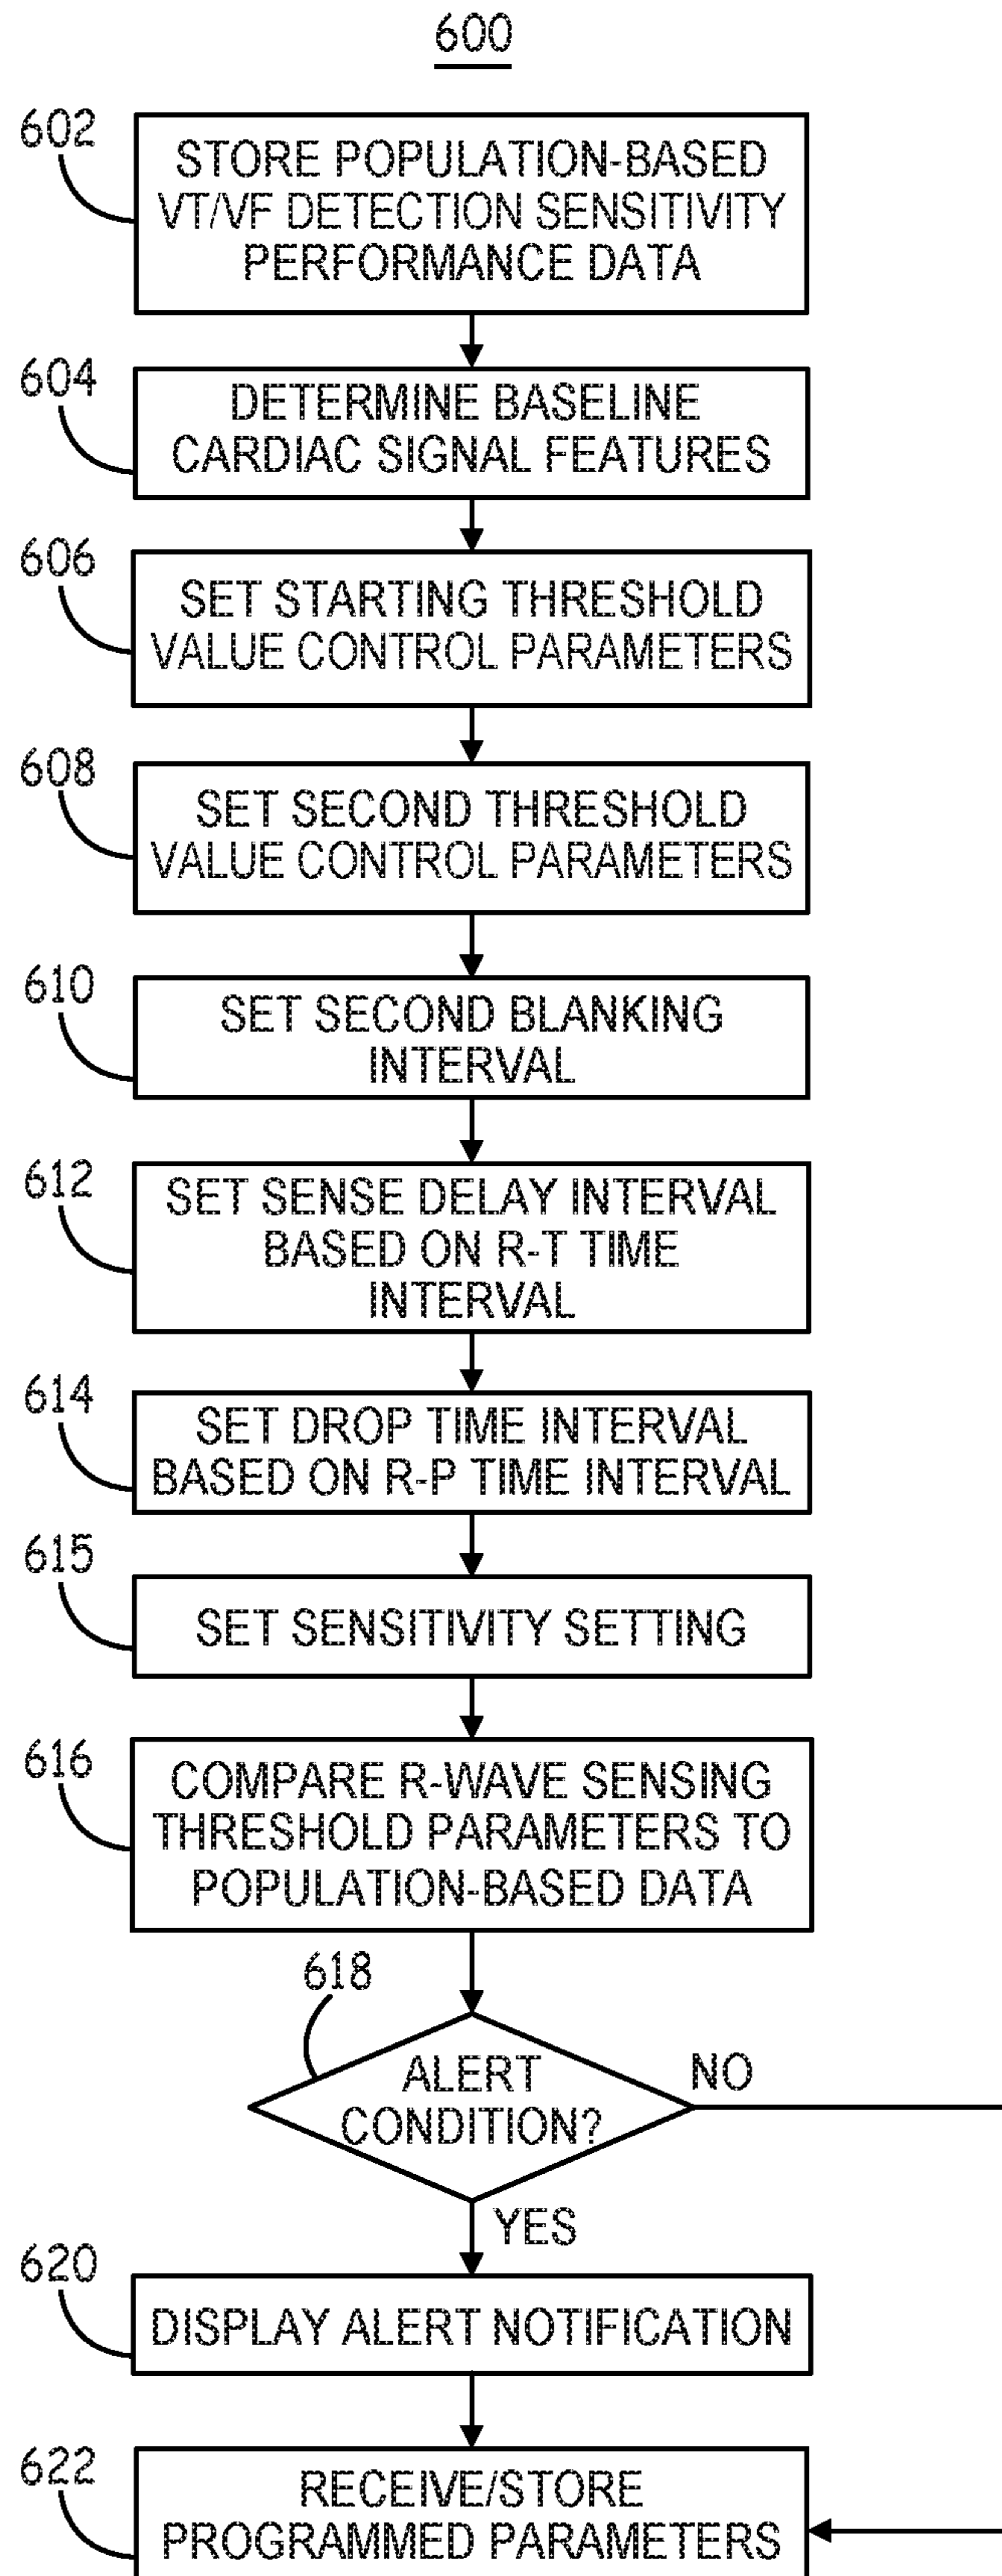 600
602
STORE POPULATION-BASED
VT/VF DETECTION SENSITIVITY
PERFORMANCE DATA
604
DETERMINE BASELINE
CARDIAC SIGNAL FEATURES
606
SET STARTING THRESHOLD
VALUE CONTROL PARAMETERS
608
SET SECOND THRESHOLD
VALUE CONTROL PARAMETERS
610
SET SECOND BLANKING
INTERVAL
612
SET SENSE DELAY INTERVAL
BASED ON R-T TIME
INTERVAL
614
SET DROP TIME INTERVAL
BASED ON R-P TIME INTERVAL
615
SET SENSITIVITY SETTING
616
COMPARE R-WAVE SENSING
THRESHOLD PARAMETERS TO
POPULATION-BASED DATA
618
ALERT
CONDITION?
NO
YES
620
DISPLAY ALERT NOTIFICATION
622
RECEIVE/STORE
PROGRAMMED PARAMETERS